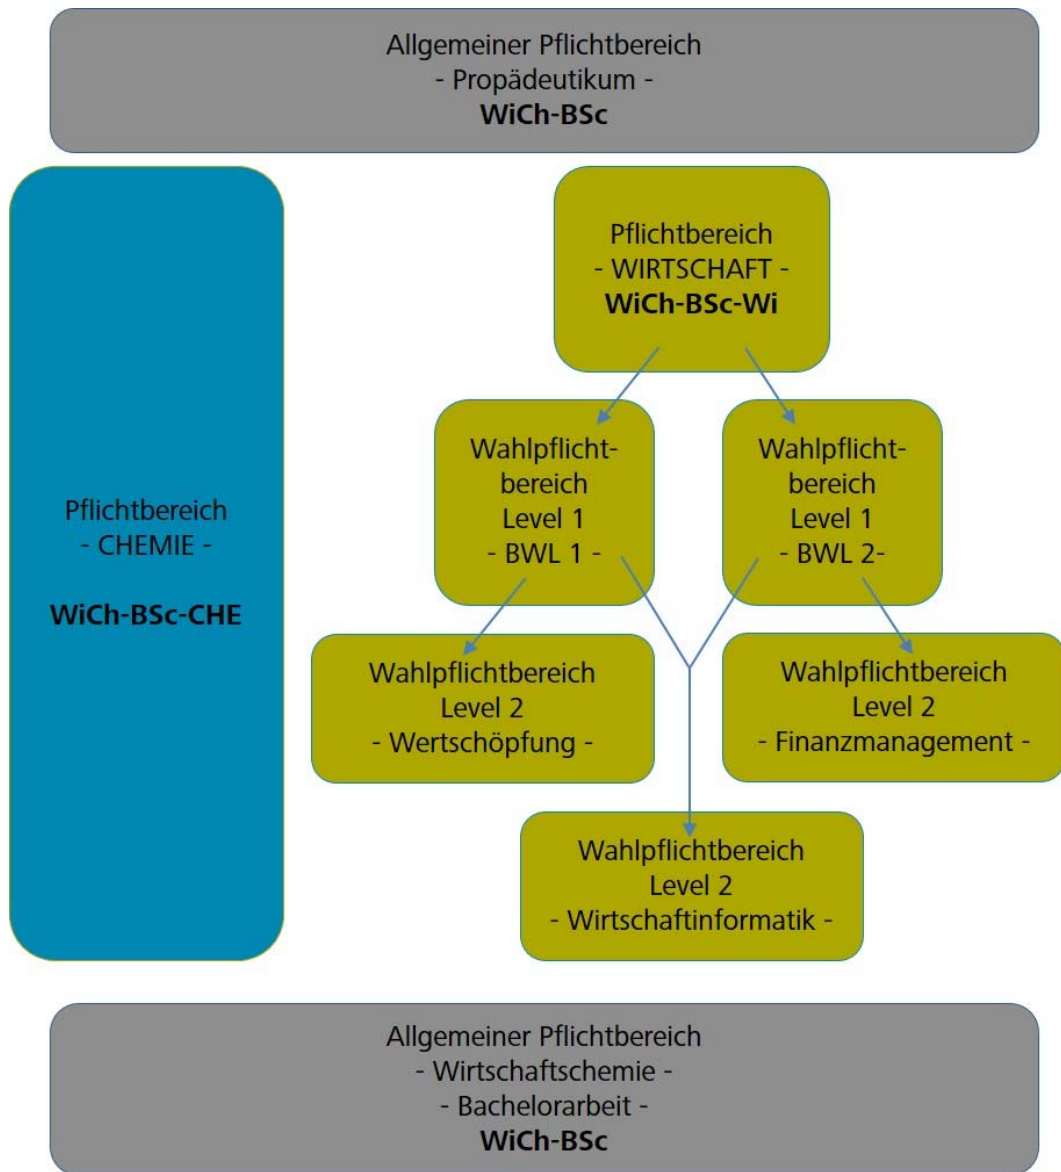 Allgemeiner Pflichtbereich
- Propädeutikum -
WiCh-BSc
Pflichtbereich
- CHEMIE -
WiCh-BSc-CHE
Pflichtbereich
- WIRTSCHAFT -
WiCh-BSc-Wi
Wahlpflicht-
bereich
Level 1
- BWL 1 -
Wahlpflicht-
bereich
Level 1
- BWL 2-
Wahlpflichtbereich
Level 2
- Wertschöpfung -
Wahlpflichtbereich
Level 2
- Finanzmanagement -
Wahlpflichtbereich
Level 2
- Wirtschaftinformatik -
Allgemeiner Pflichtbereich
- Wirtschaftschemie -
- Bachelorarbeit -
WiCh-BSc